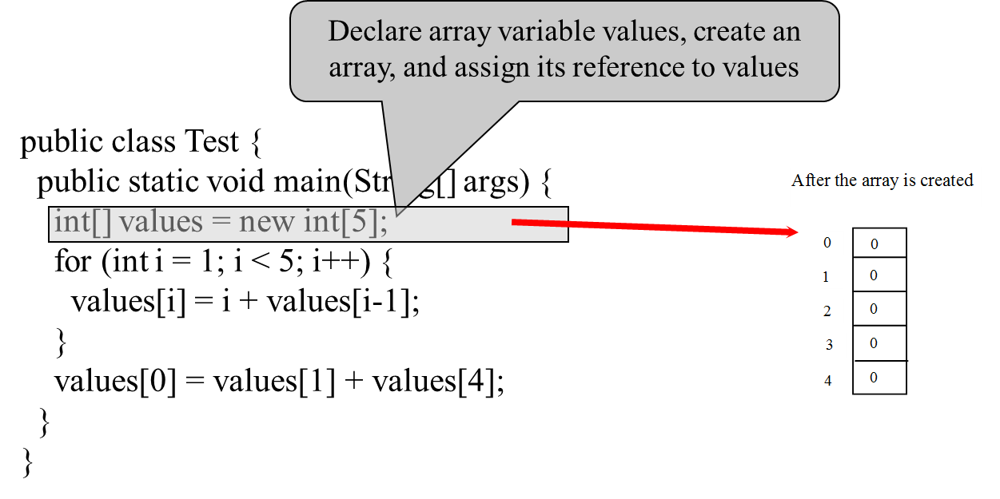 Declare array variable values, create an
array, and assign its reference to values
public class Test {
public static void main(Str g[] args) {
int[] values = new int[5];
for (int i = 1; i < 5; i++) {
values[i] = i + values[i-1];
}
values[0] = values[1] + values[4];
}
}
After the array is created
0 0
1 0
2 0
3 0
4 0